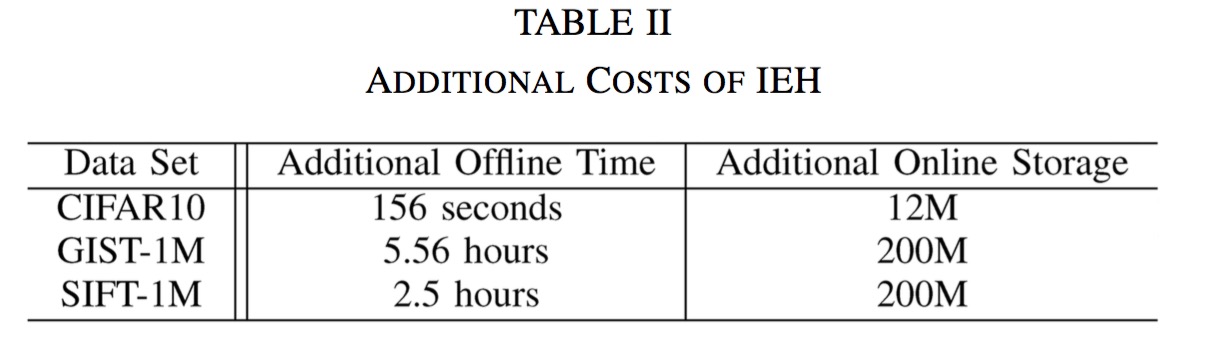 TABLE II
ADDITIONAL COSTS OF IEH
Data Set Additional Offline Time Additional Online Storage
CIFAR10 156 seconds 12M
GIST-1M 5.56 hours 200M
SIFT-1M 2.5 hours 200M